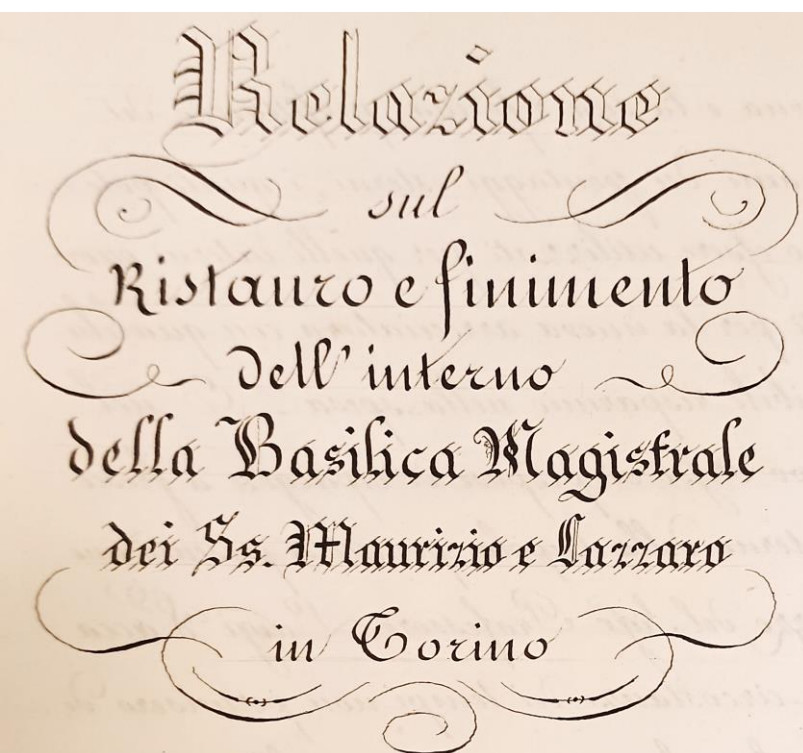 Relazione
sul
Ristauro e finimento
dell' interno
della Basilica Magistrale
dei Ss. Maurizio e Lazzaro
in Torino